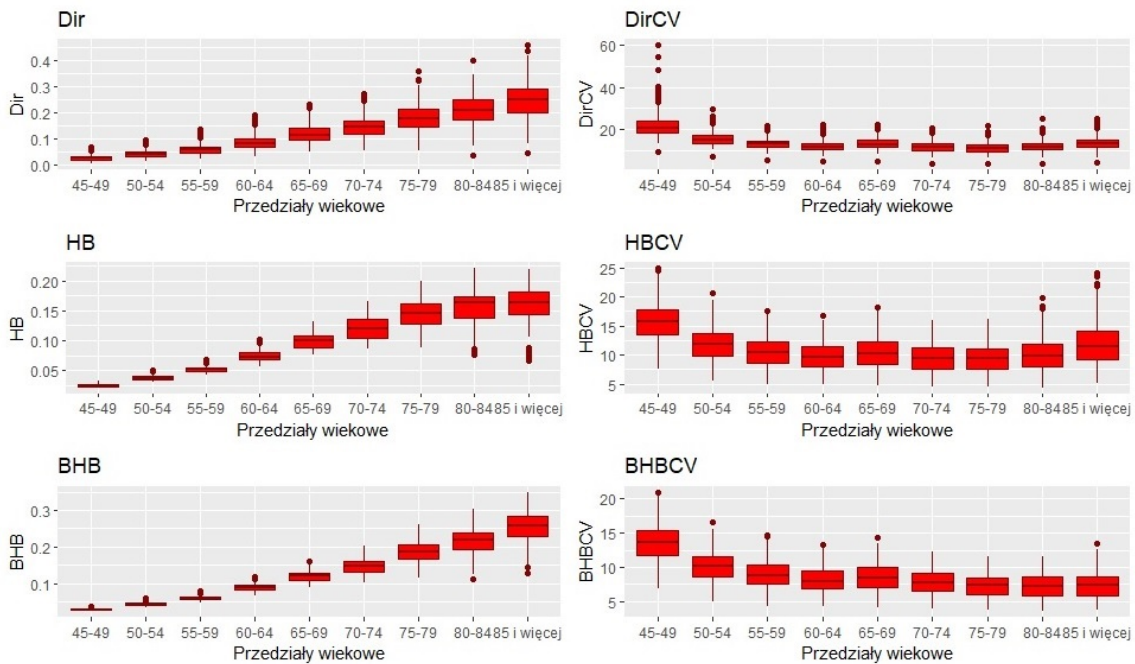 Dir
DirCV
Dir
0.4
0.3
0.2
0.1
0.0
45-49 50-54 55-59 60-64 65-69 70-74 75-79 80-84 85 i więcej
Przedziały wiekowe
DirCV
60
40
20
45-49 50-54 55-59 60-64 65-69 70-74 75-79 80-84 85 i więcej
Przedziały wiekowe
HB
HBCV
HB
0.20
0.15
0.10
0.05
45-49 50-54 55-59 60-64 65-69 70-74 75-79 80-84 85 i więcej
Przedziały wiekowe
HBCV
25
20
15
10
5
45-49 50-54 55-59 60-64 65-69 70-74 75-79 80-84 85 i więcej
Przedziały wiekowe
BHB
BHBCV
BHB
0.3
0.2
0.1
45-49 50-54 55-59 60-64 65-69 70-74 75-79 80-84 85 i więcej
Przedziały wiekowe
BHBCV
20
15
10
5
45-49 50-54 55-59 60-64 65-69 70-74 75-79 80-84 85 i więcej
Przedziały wiekowe